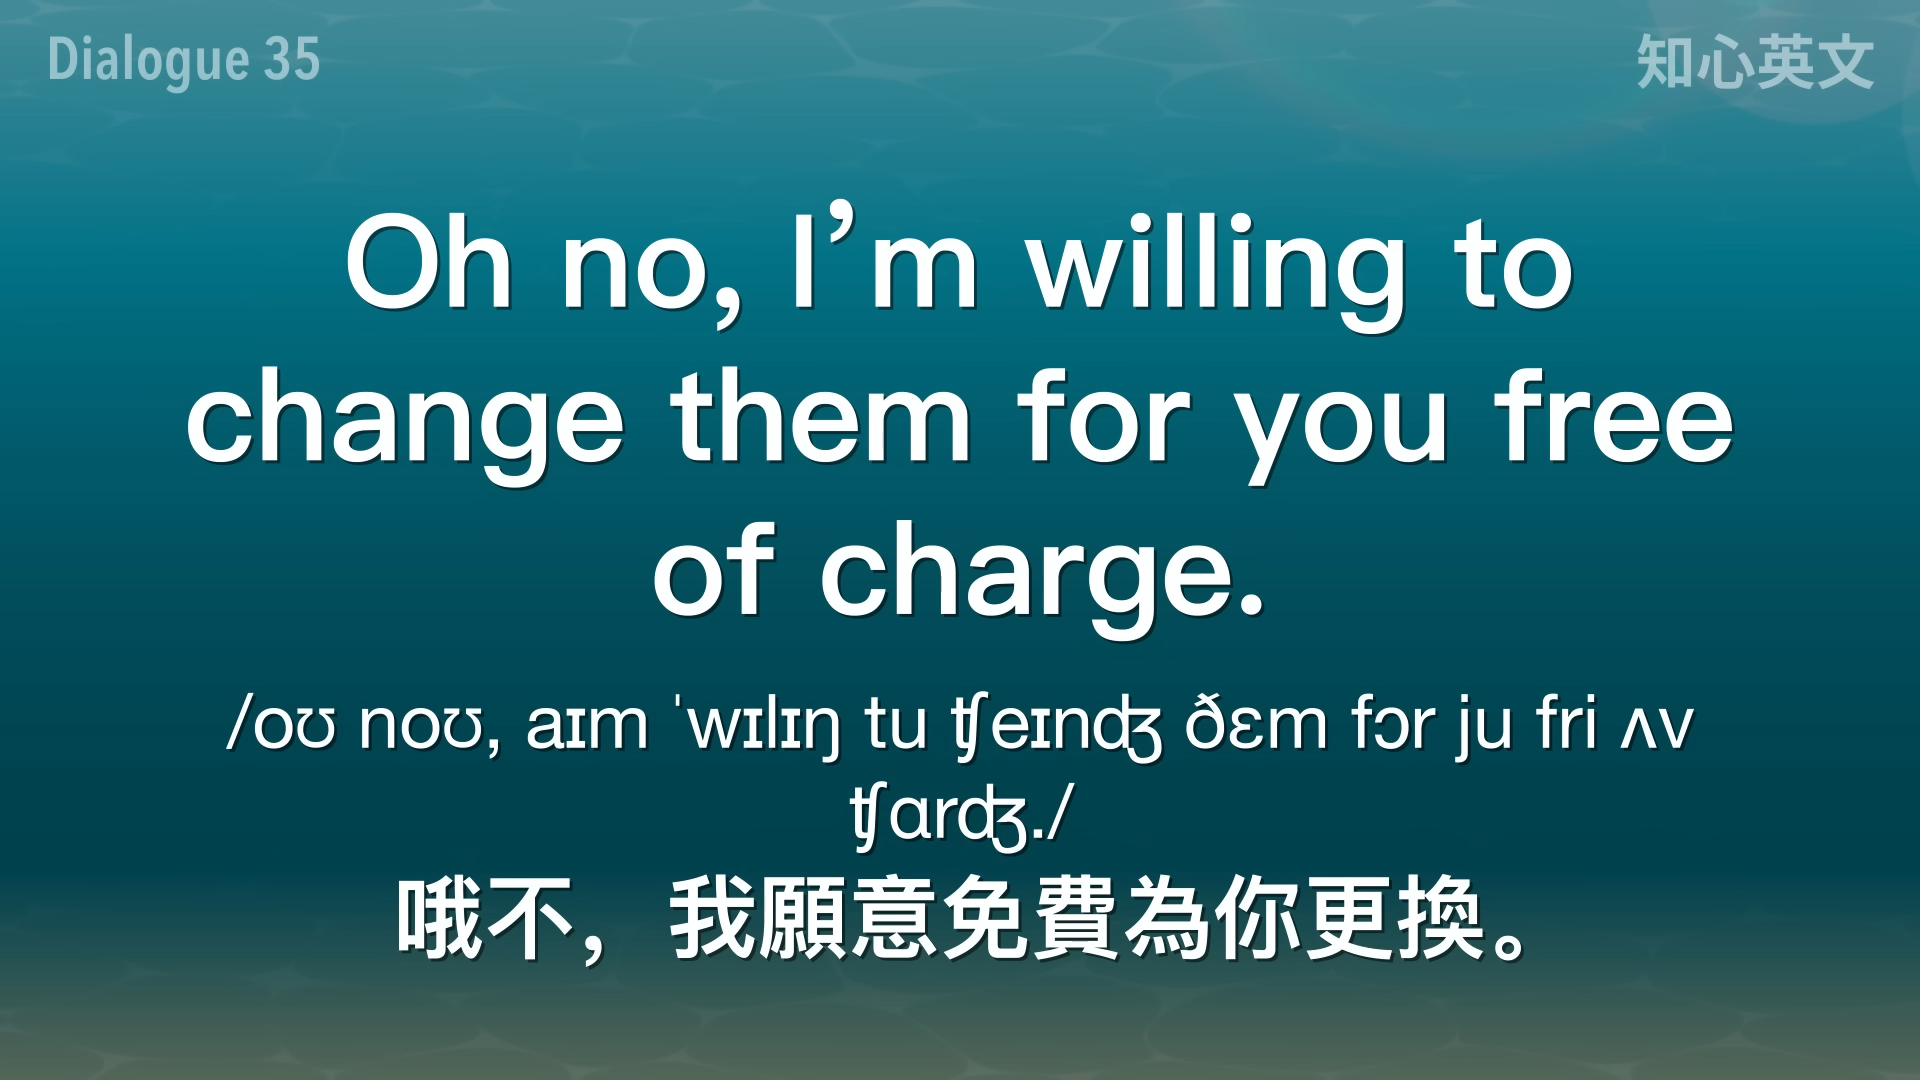 Dialogue 35
知心英文
Oh no, I’m willing to
change them for you free
of charge.
/oʊ noʊ, aɪm ˈwɪlɪŋ tu ʧeɪnʤ ðɛm fɔr ju fri ʌv
ʧɑrʤ./
哦不，我願意免費為你更換。